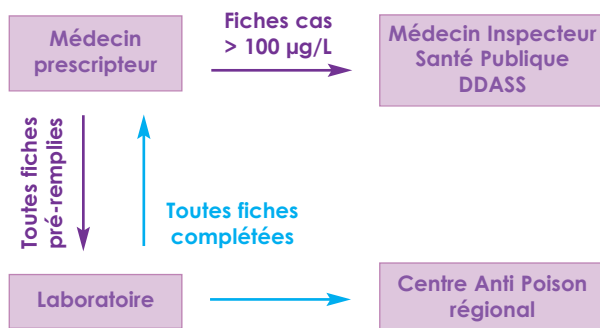 Médecin
prescripteur
Fiches cas
> 100 µg/L
Médecin Inspecteur
Santé Publique
DDASS
Toutes fiches
pré-remplies
Toutes fiches
complétées
Laboratoire
Centre Anti Poison
régional